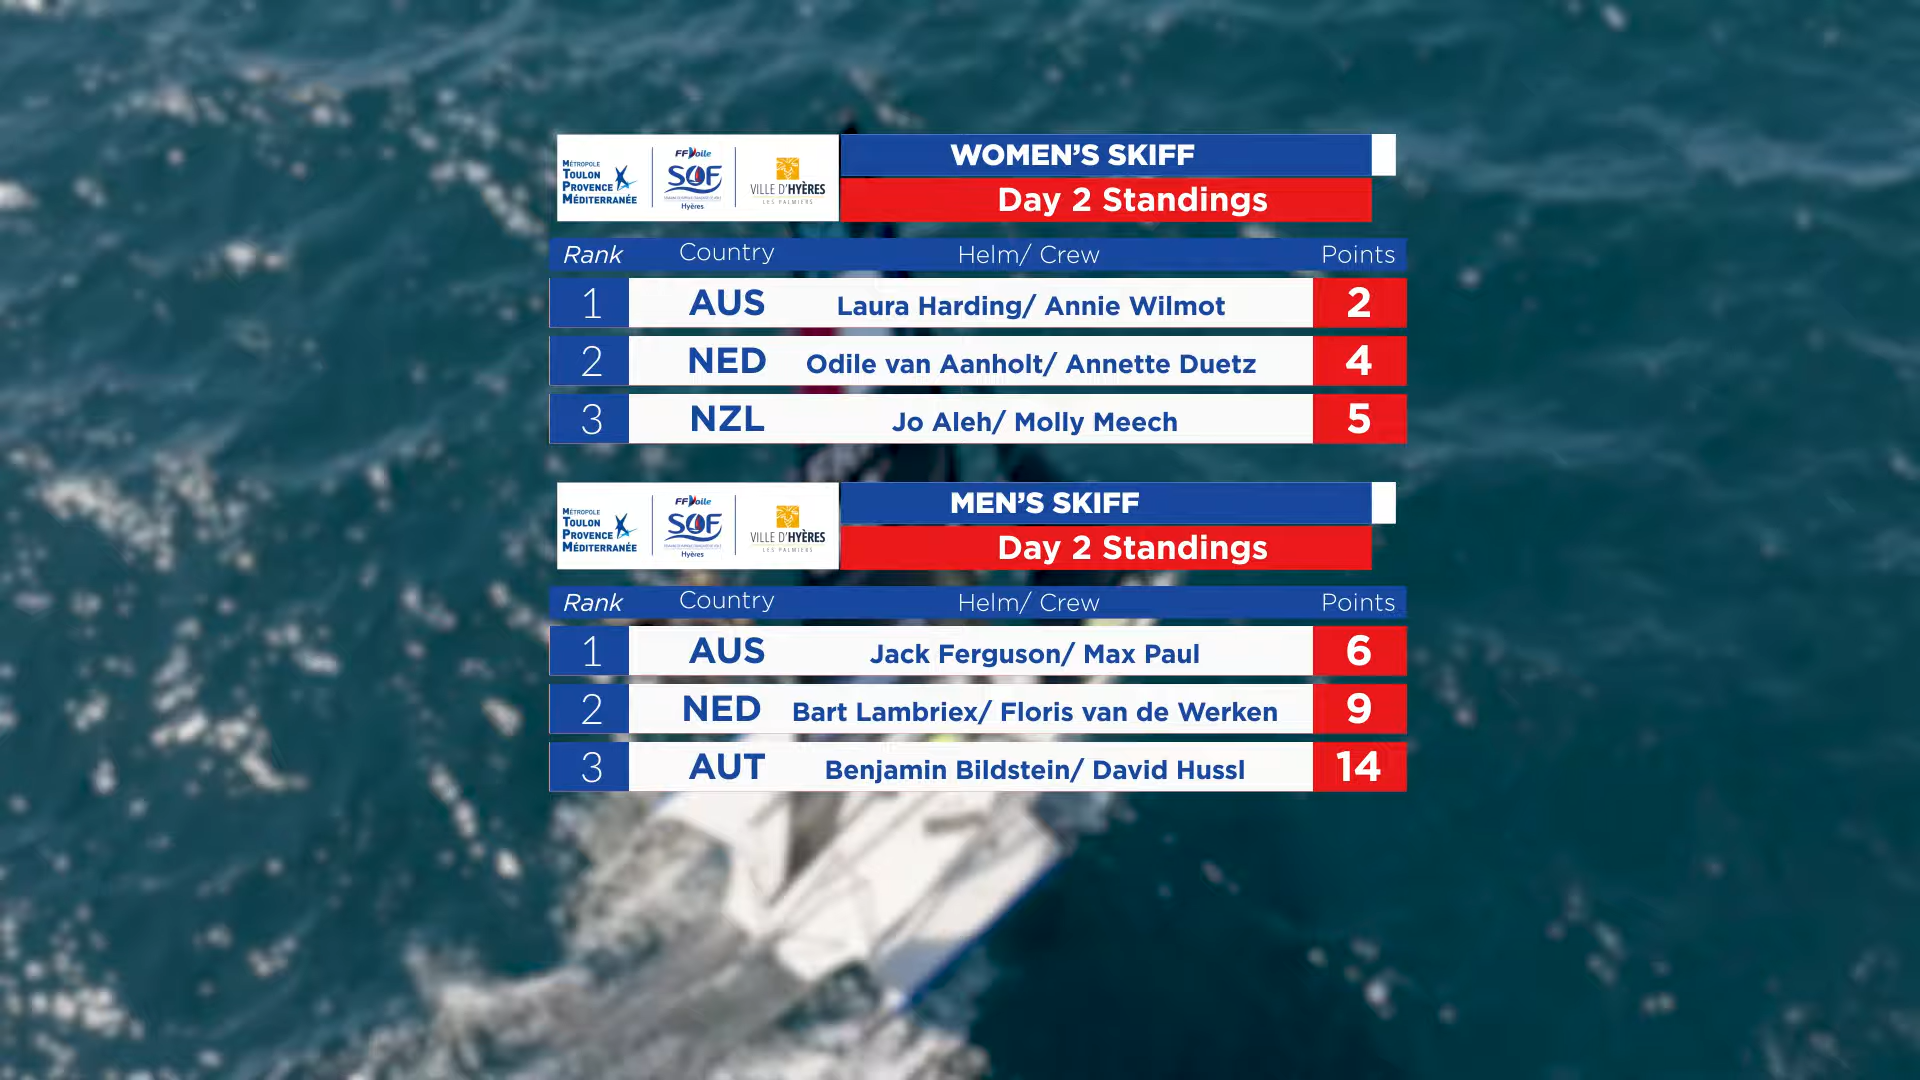 MÉTROPOLE
TOULON
PROVENCE
MÉDITERRANÉE
FFVoile
SOF
Hyères
VILLE D'HYÈRES
LES PALMIERS
WOMEN'S SKIFF
Day 2 Standings
Rank Country Helm/ Crew Points
1 AUS Laura Harding/ Annie Wilmot 2
2 NED Odile van Aanholt/ Annette Duetz 4
3 NZL Jo Aleh/ Molly Meech 5
MÉTROPOLE
TOULON
PROVENCE
MÉDITERRANÉE
FFVoile
SOF
Hyères
VILLE D'HYÈRES
LES PALMIERS
MEN'S SKIFF
Day 2 Standings
Rank Country Helm/ Crew Points
1 AUS Jack Ferguson/ Max Paul 6
2 NED Bart Lambriex/ Floris van de Werken 9
3 AUT Benjamin Bildstein/ David Hussl 14